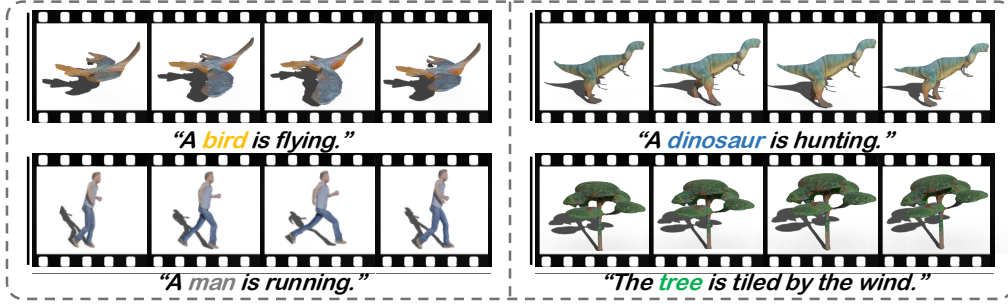 “A bird is flying.”
“A dinosaur is hunting.”
“A man is running.”
“The tree is tiled by the wind.”